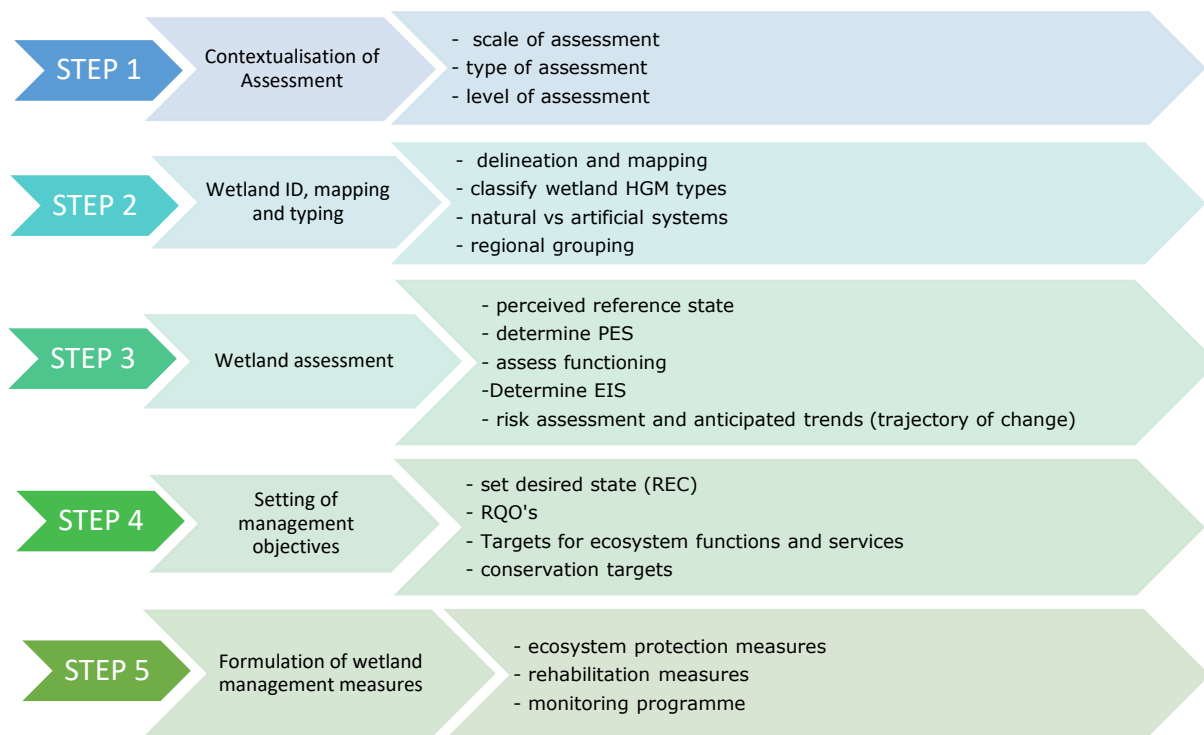 STEP 1
Contextualisation of
Assessment
- scale of assessment
- type of assessment
- level of assessment
STEP 2
Wetland ID, mapping
and typing
- delineation and mapping
- classify wetland HGM types
- natural vs artificial systems
- regional grouping
STEP 3
Wetland assessment
- perceived reference state
- determine PES
- assess functioning
-Determine EIS
- risk assessment and anticipated trends (trajectory of change)
STEP 4
Setting of
management
objectives
- set desired state (REC)
- RQO's
- Targets for ecosystem functions and services
- conservation targets
STEP 5
Formulation of wetland
management measures
- ecosystem protection measures
- rehabilitation measures
- monitoring programme